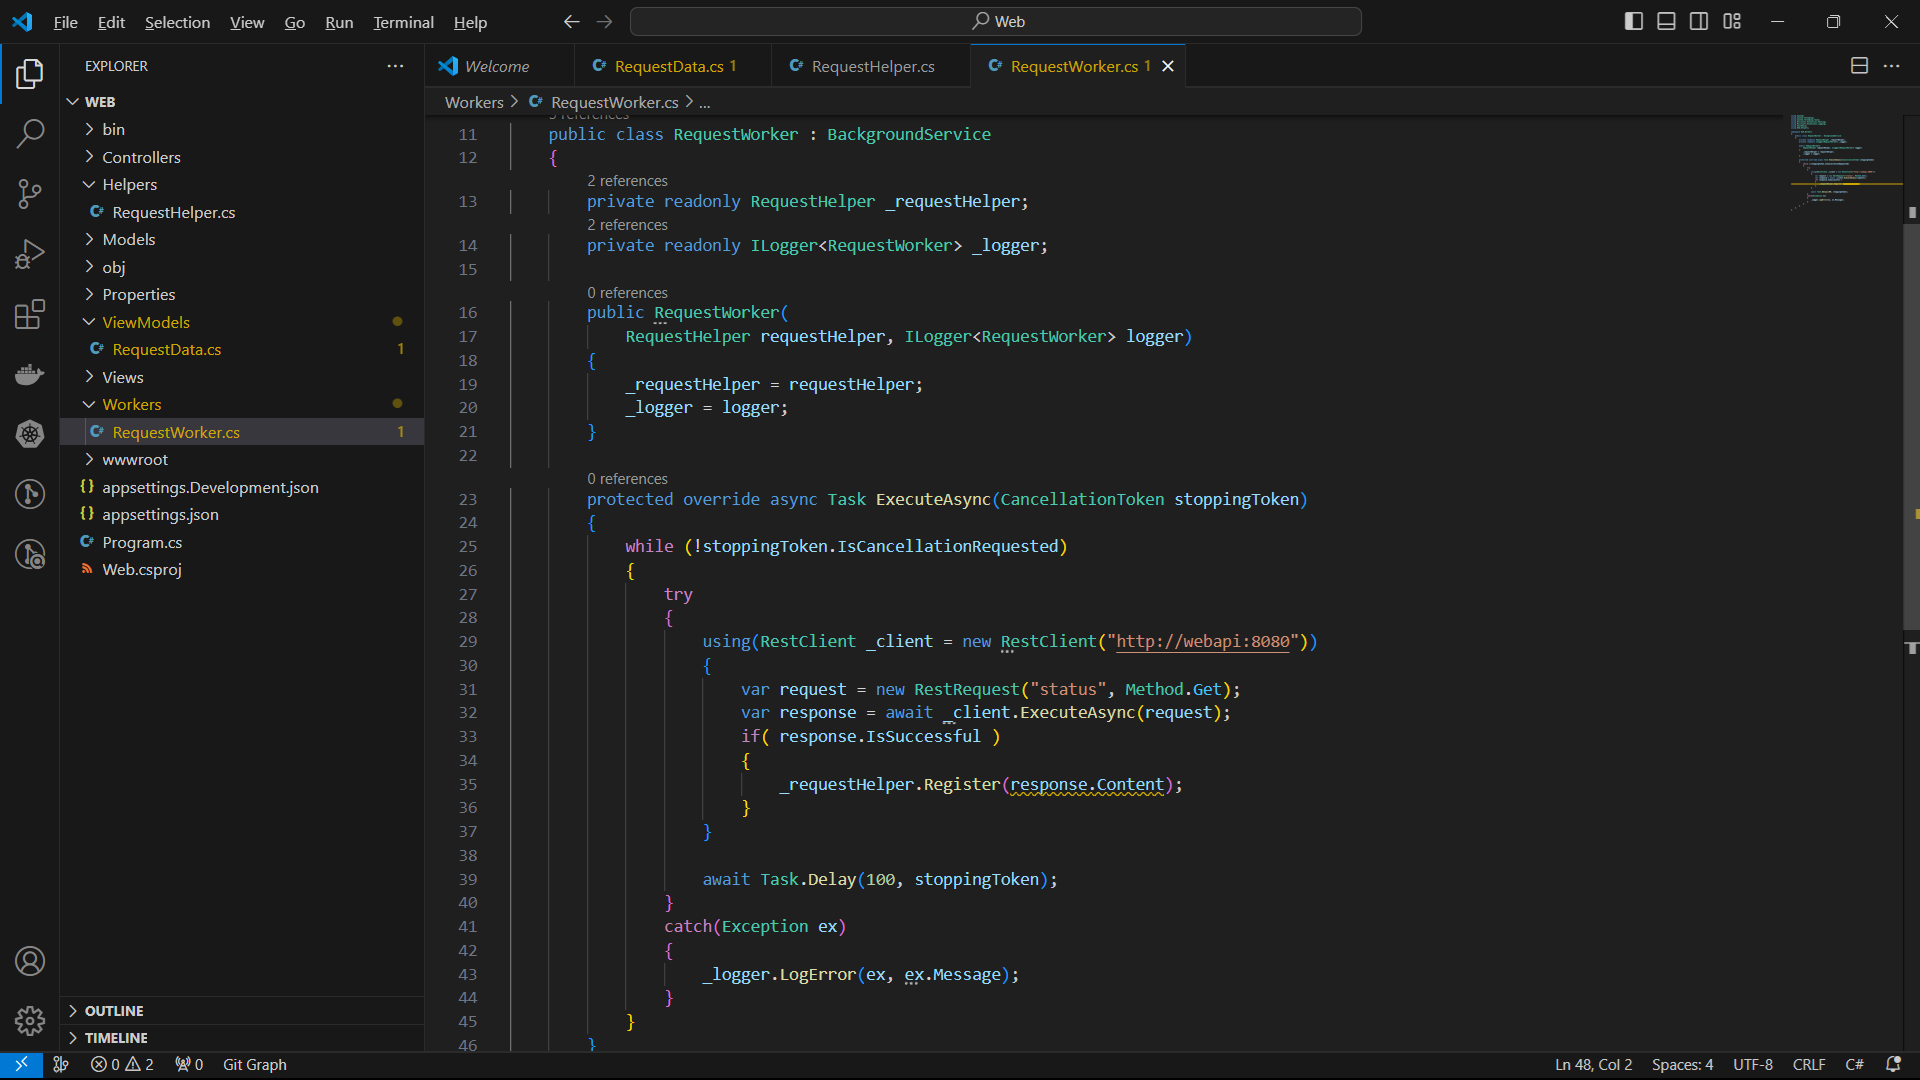 File Edit Selection View Go Run Terminal Help
Web
EXPLORER
WEB
bin
Controllers
Helpers
RequestHelper.cs
Models
obj
Properties
ViewModels
RequestData.cs 1
Views
Workers
RequestWorker.cs 1
wwwroot
appsettings.Development.json
appsettings.json
Program.cs
Web.csproj
OUTLINE
TIMELINE
Welcome
RequestData.cs 1
RequestHelper.cs
RequestWorker.cs 1
Workers > RequestWorker.cs > ...
11 public class RequestWorker : BackgroundService
12 {
2 references
13 private readonly RequestHelper _requestHelper;
2 references
14 private readonly ILogger<RequestWorker> _logger;
15
0 references
16 public RequestWorker(
17 RequestHelper requestHelper, ILogger<RequestWorker> logger)
18 {
19 _requestHelper = requestHelper;
20 _logger = logger;
21 }
22
0 references
23 protected override async Task ExecuteAsync(CancellationToken stoppingToken)
24 {
25 while (!stoppingToken.IsCancellationRequested)
26 {
27 try
28 {
29 using(RestClient _client = new RestClient("http://webapi:8080"))
30 {
31 var request = new RestRequest("status", Method.Get);
32 var response = await _client.ExecuteAsync(request);
33 if( response.IsSuccessful )
34 {
35 _requestHelper.Register(response.Content);
36 }
37 }
38
39 await Task.Delay(100, stoppingToken);
40 }
41 catch(Exception ex)
42 {
43 _logger.LogError(ex, ex.Message);
44 }
45 }
46 }
0 2 0 Git Graph
Ln 48, Col 2 Spaces: 4 UTF-8 CRLF C#